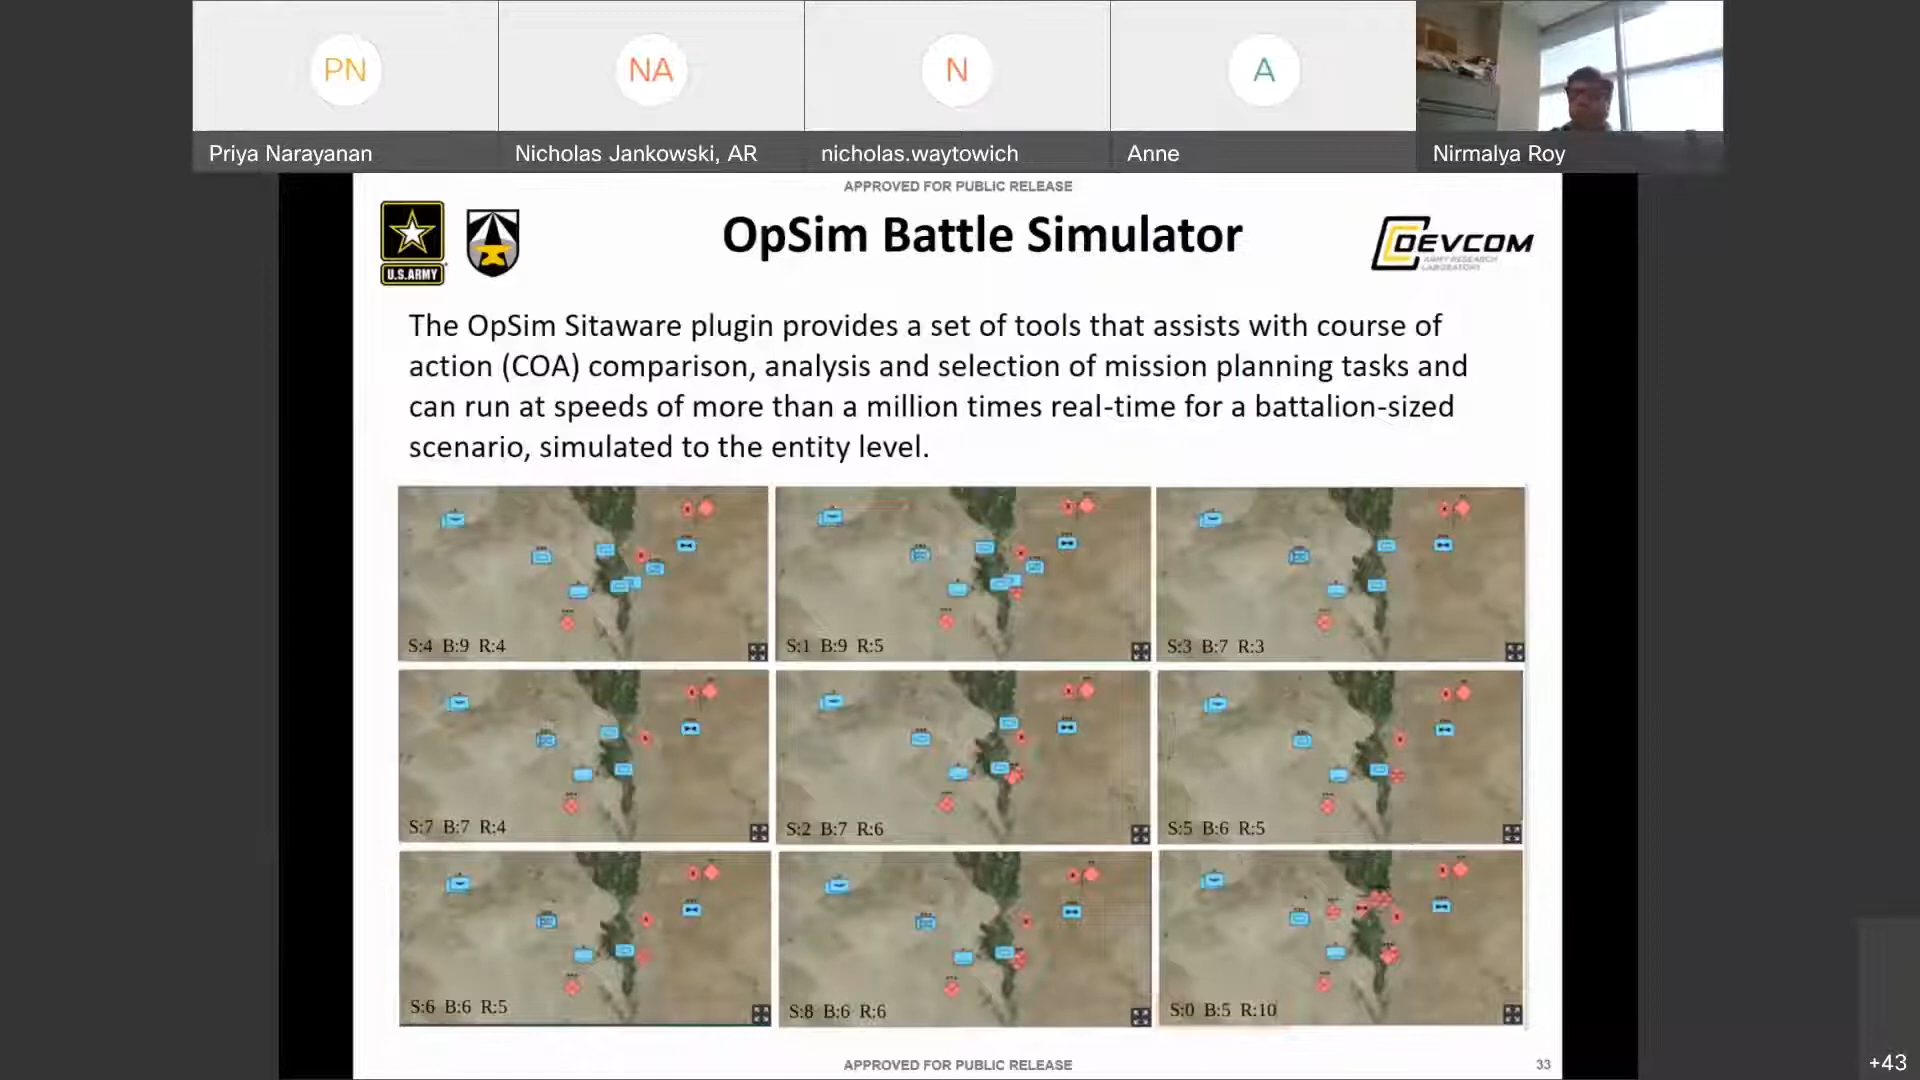 PN
NA
N
A
Priya Narayanan
Nicholas Jankowski, AR
nicholas.waytowich
Anne
Nirmalya Roy
APPROVED FOR PUBLIC RELEASE
U.S.ARMY
OpSim Battle Simulator
DEVCOM
ARMY RESEARCH
LABORATORY
The OpSim Sitaware plugin provides a set of tools that assists with course of
action (COA) comparison, analysis and selection of mission planning tasks and
can run at speeds of more than a million times real-time for a battalion-sized
scenario, simulated to the entity level.
S:4 B:9 R:4
S:1 B:9 R:5
S:3 B:7 R:3
S:7 B:7 R:4
S:2 B:7 R:6
S:5 B:6 R:5
S:6 B:6 R:5
S:8 B:6 R:6
S:0 B:5 R:10
APPROVED FOR PUBLIC RELEASE
33
+43